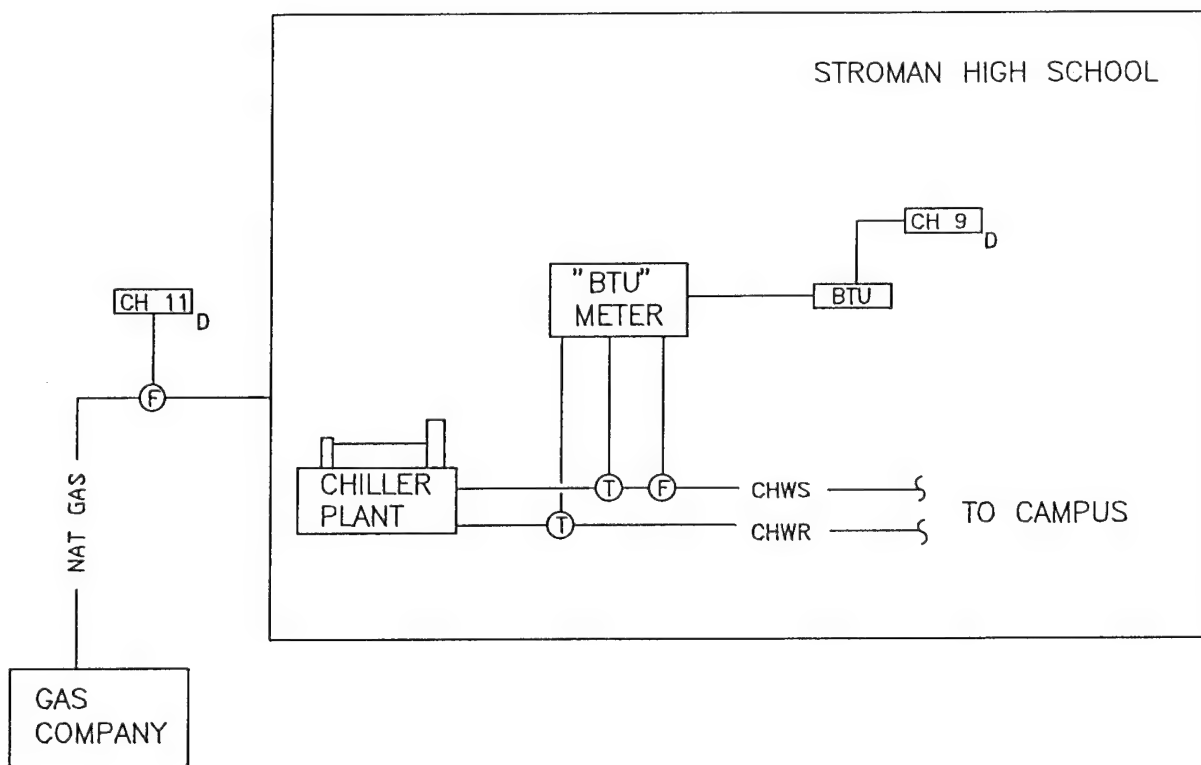 STROMAN HIGH SCHOOL
CH 9
D
"BTU"
METER
BTU
CH 11
D
F
NAT GAS
CHILLER
PLANT
T
F
CHWS
T
CHWR
TO CAMPUS
GAS
COMPANY